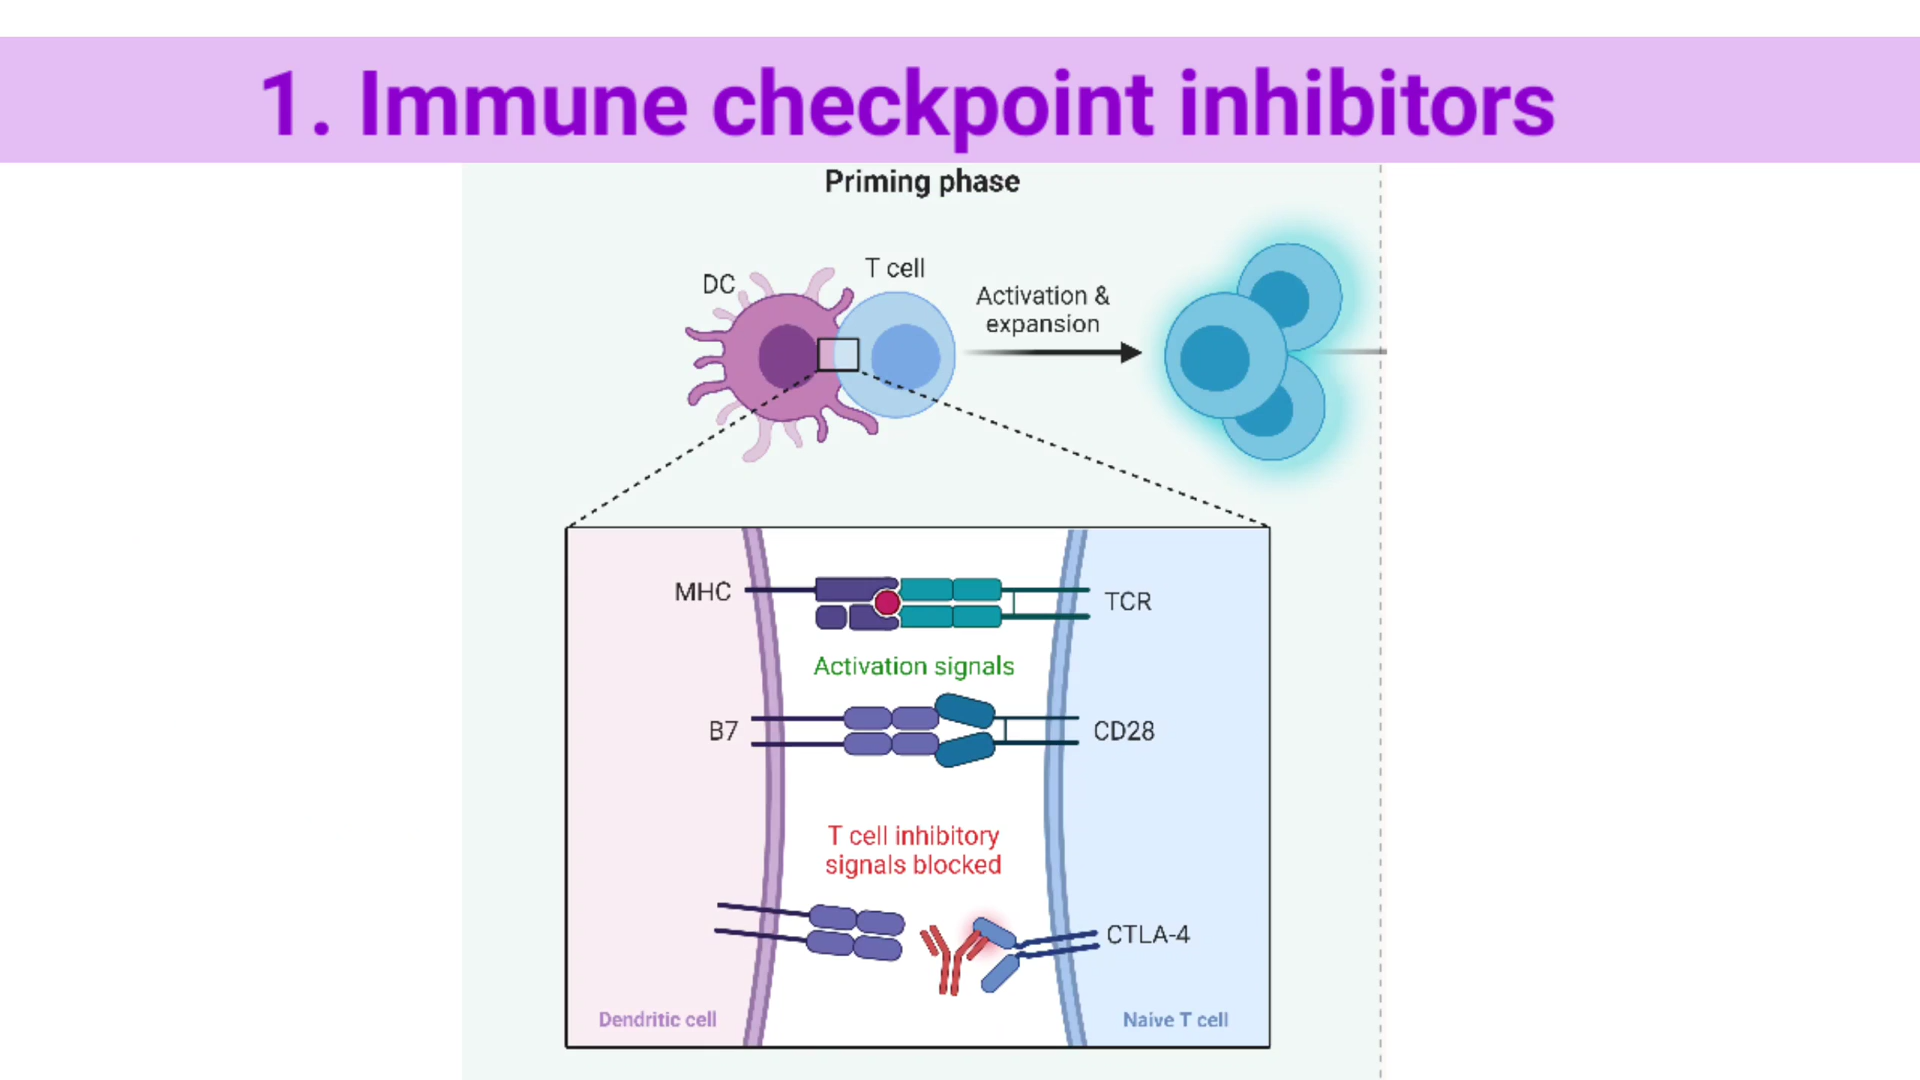 1. Immune checkpoint inhibitors
Priming phase
DC
T cell
Activation &
expansion
MHC
TCR
Activation signals
B7
CD28
T cell inhibitory
signals blocked
CTLA-4
Dendritic cell
Naive T cell